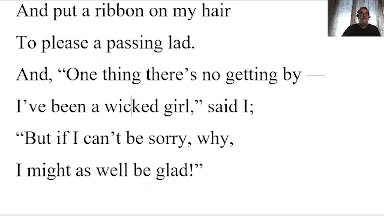 And put a ribbon on my hair
To please a passing lad.
And, “One thing there’s no getting by —
I’ve been a wicked girl,” said I;
“But if I can’t be sorry, why,
I might as well be glad!”